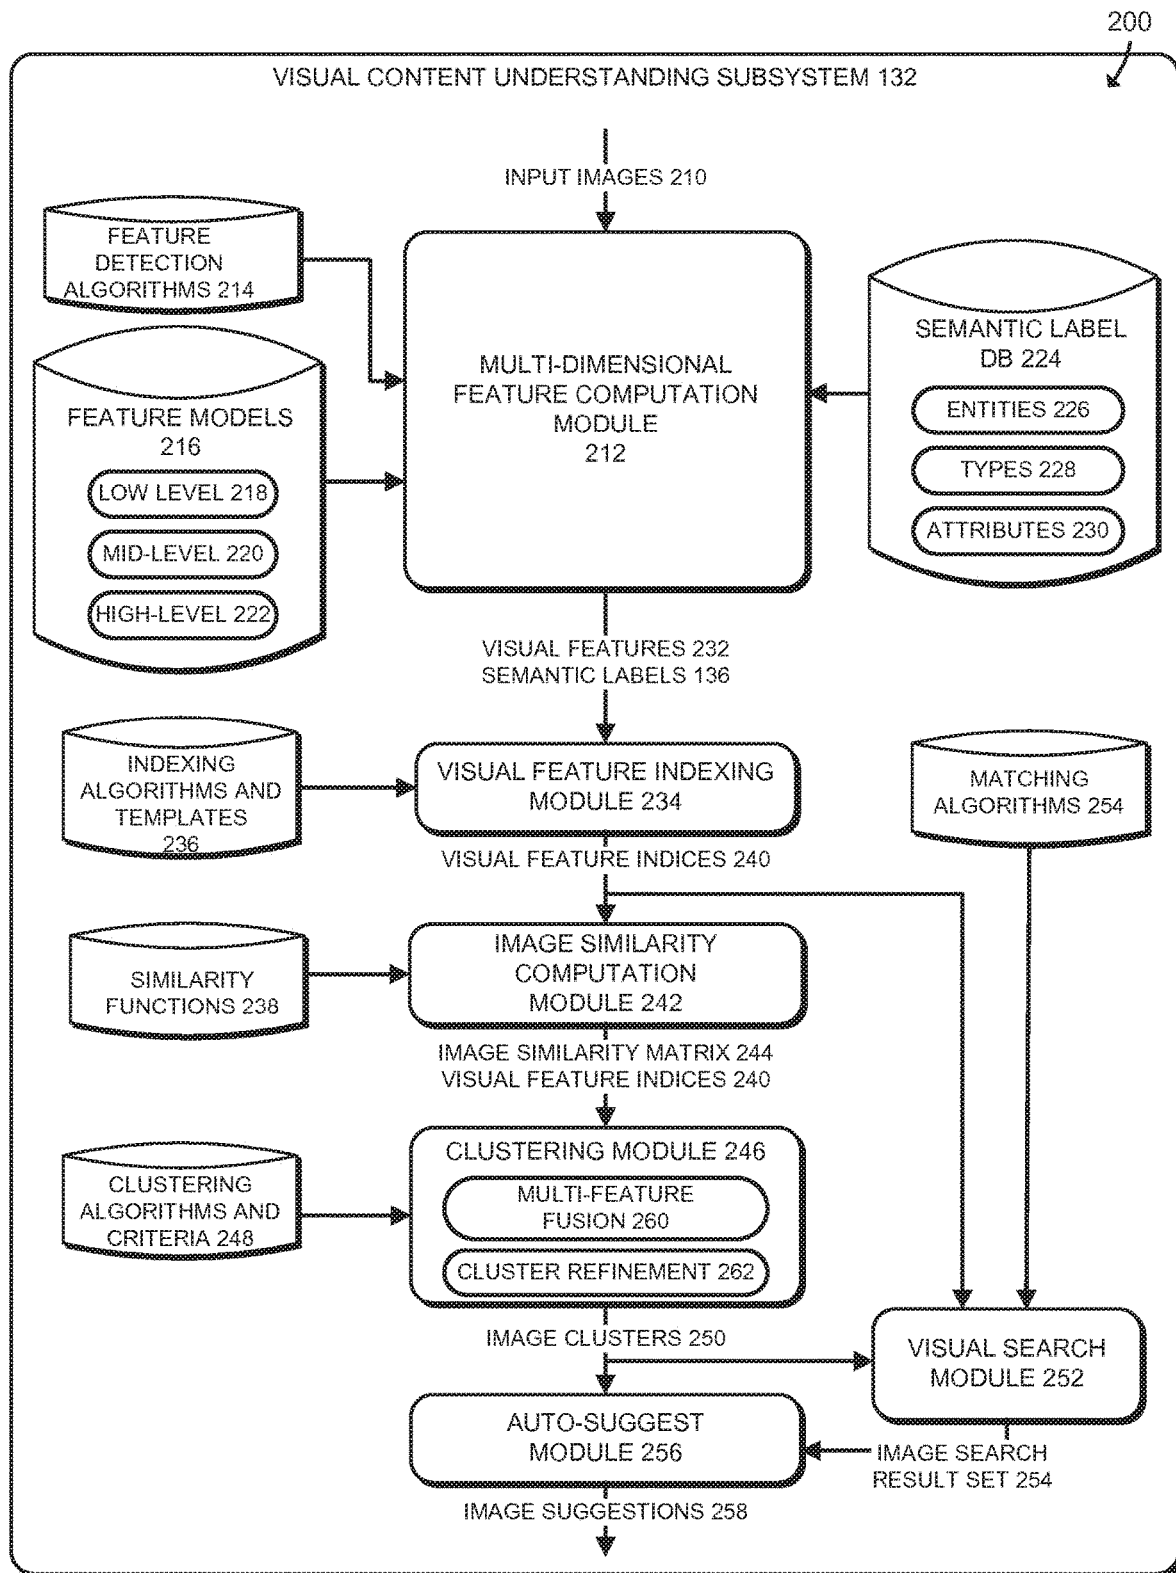 200
VISUAL CONTENT UNDERSTANDING SUBSYSTEM 132
INPUT IMAGES 210
FEATURE
DETECTION
ALGORITHMS 214
MULTI-DIMENSIONAL
FEATURE COMPUTATION
MODULE
212
SEMANTIC LABEL
DB 224
ENTITIES 226
TYPES 228
ATTRIBUTES 230
FEATURE MODELS
216
LOW LEVEL 218
MID-LEVEL 220
HIGH-LEVEL 222
VISUAL FEATURES 232
SEMANTIC LABELS 136
INDEXING
ALGORITHMS AND
TEMPLATES
236
VISUAL FEATURE INDEXING
MODULE 234
MATCHING
ALGORITHMS 254
VISUAL FEATURE INDICES 240
SIMILARITY
FUNCTIONS 238
IMAGE SIMILARITY
COMPUTATION
MODULE 242
IMAGE SIMILARITY MATRIX 244
VISUAL FEATURE INDICES 240
CLUSTERING
ALGORITHMS AND
CRITERIA 248
CLUSTERING MODULE 246
MULTI-FEATURE
FUSION 260
CLUSTER REFINEMENT 262
IMAGE CLUSTERS 250
VISUAL SEARCH
MODULE 252
AUTO-SUGGEST
MODULE 256
IMAGE SEARCH
RESULT SET 254
IMAGE SUGGESTIONS 258